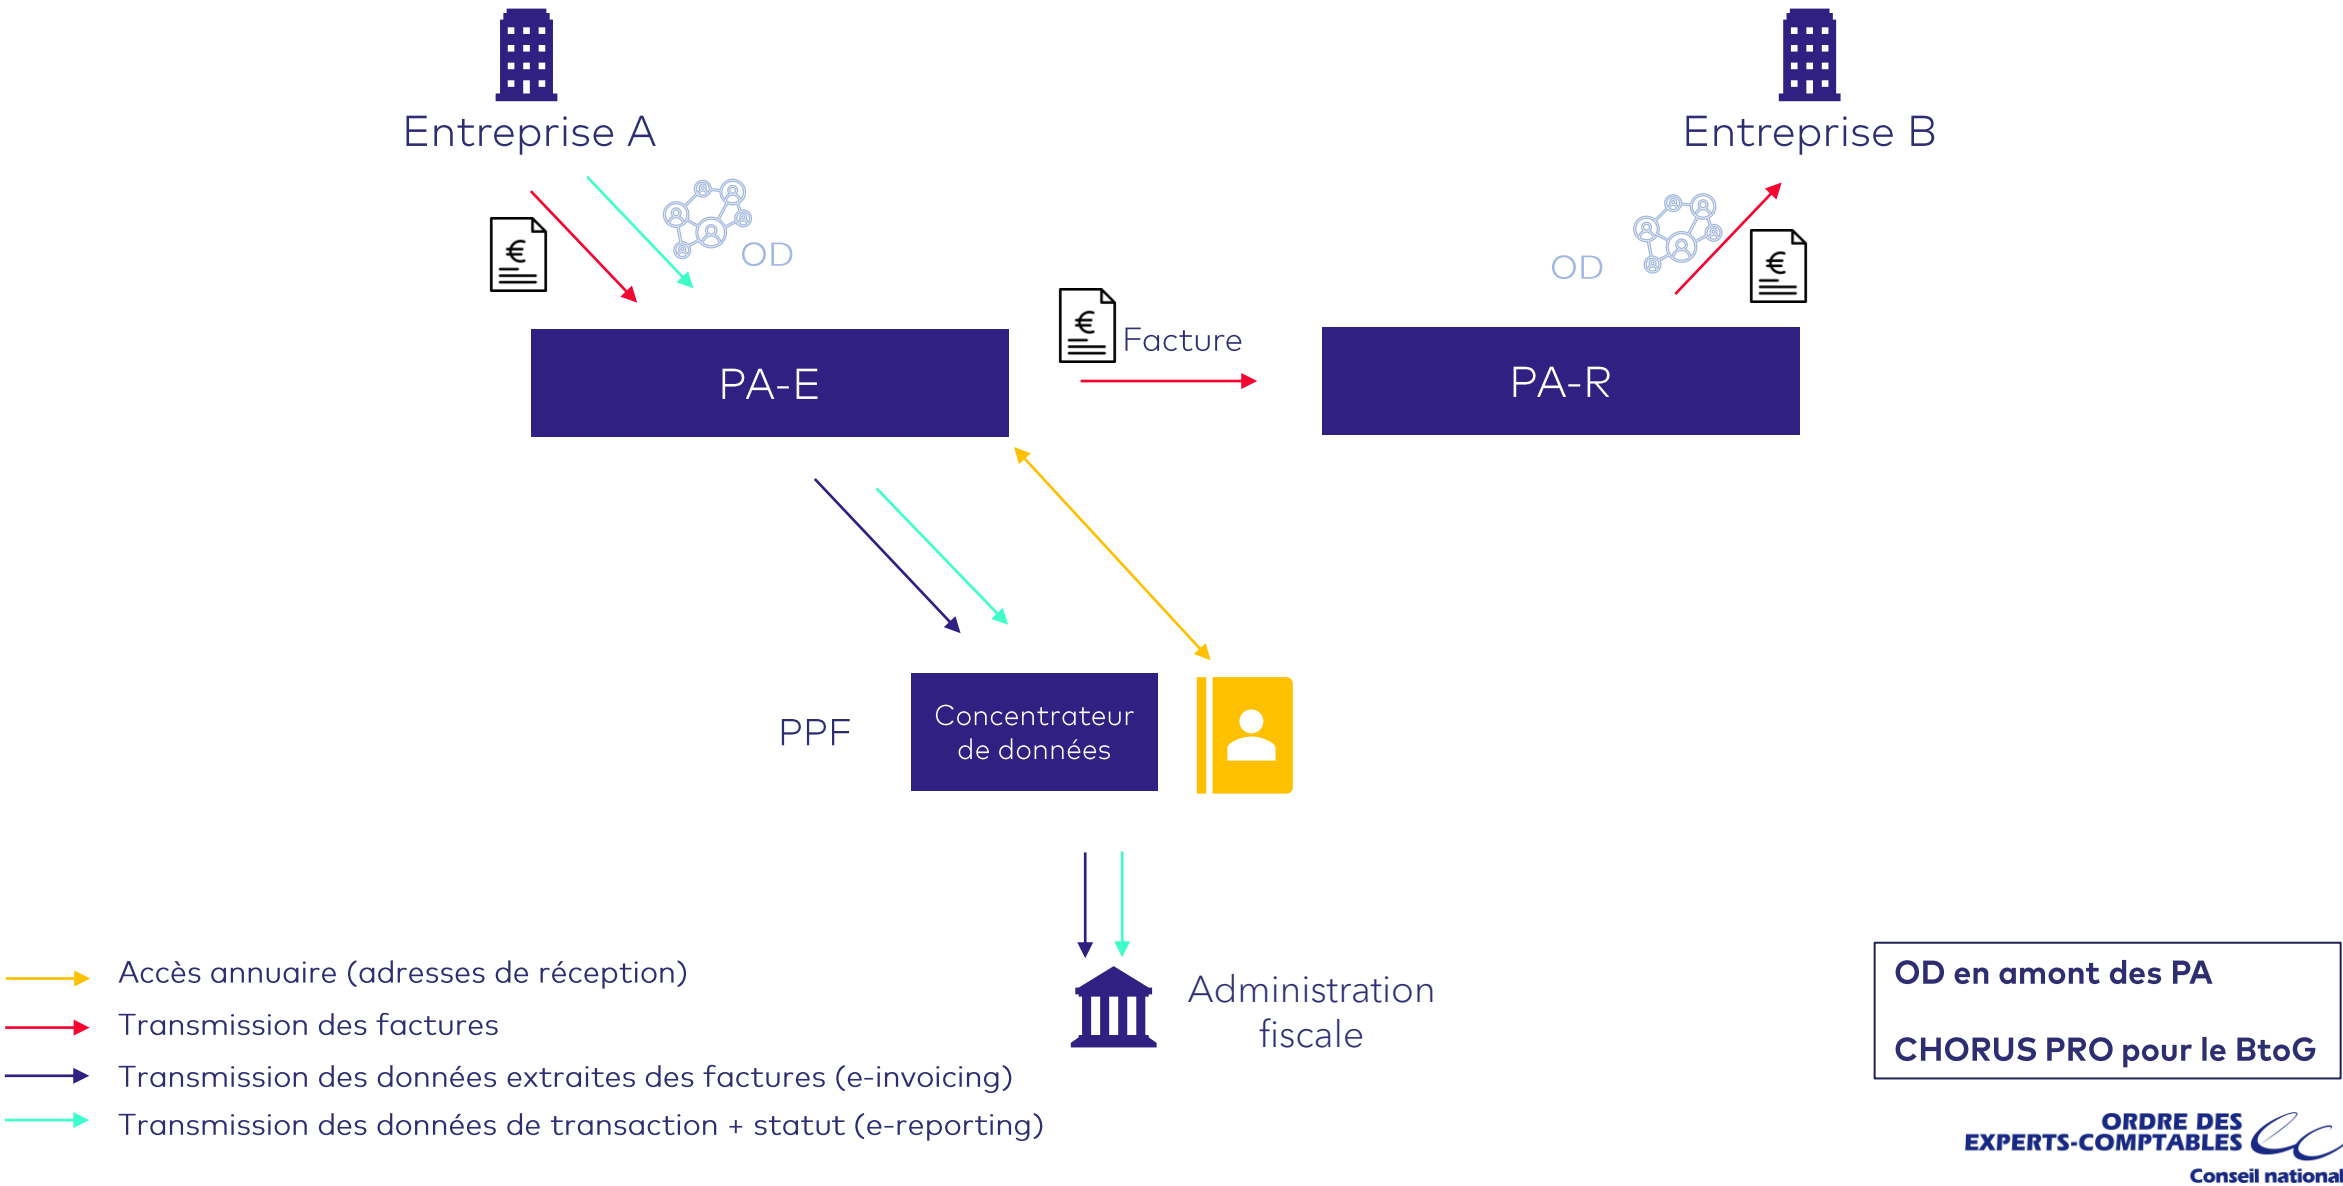 Entreprise A
Entreprise B
€
OD
OD
€
€
Facture
PA-E
PA-R
PPF
Concentrateur
de données
Accès annuaire (adresses de réception)
Transmission des factures
Transmission des données extraites des factures (e-invoicing)
Transmission des données de transaction + statut (e-reporting)
Administration
fiscale
OD en amont des PA
CHORUS PRO pour le BtoG
ORDRE DES
EXPERTS-COMPTABLES
Conseil national